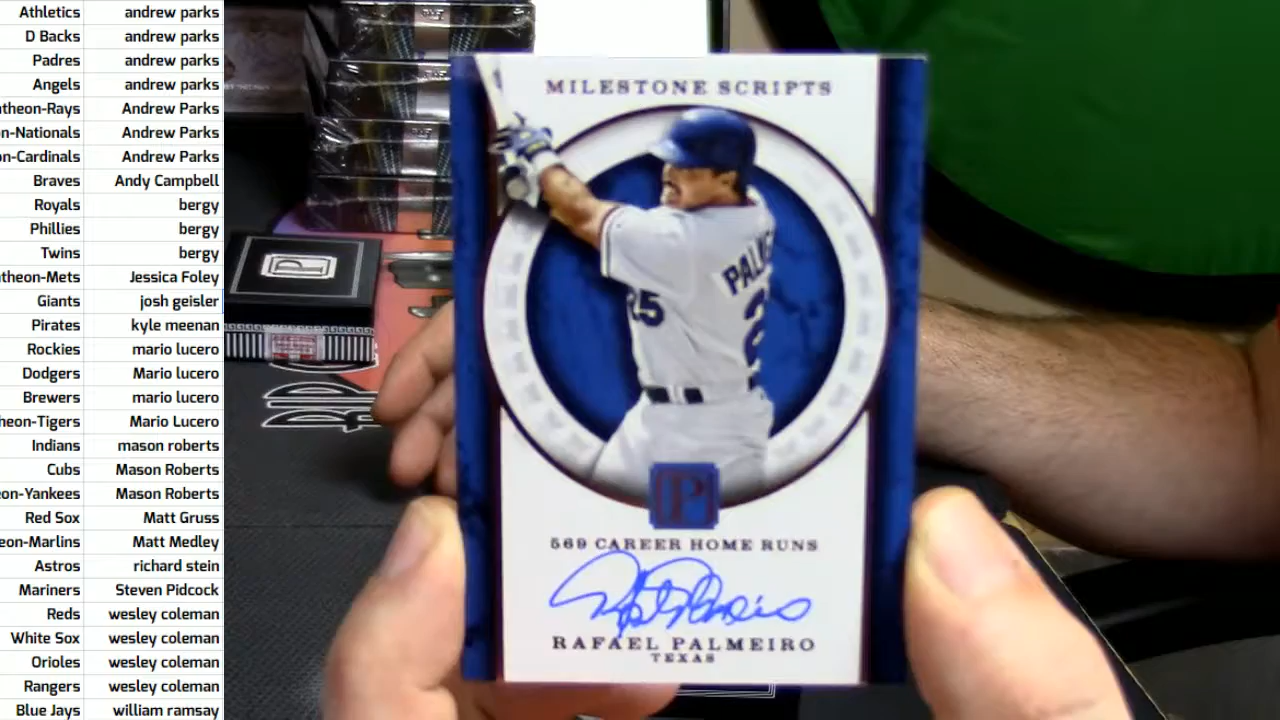 Athletics andrew parks
D Backs andrew parks
Padres andrew parks
Angels andrew parks
theon-Rays Andrew Parks
n-Nationals Andrew Parks
on-Cardinals Andrew Parks
Braves Andy Campbell
Royals bergy
Phillies bergy
Twins bergy
theon-Mets Jessica Foley
Giants josh geisler
Pirates kyle meenan
Rockies mario lucero
Dodgers Mario lucero
Brewers mario lucero
heon-Tigers Mario Lucero
Indians mason roberts
Cubs Mason Roberts
eon-Yankees Mason Roberts
Red Sox Matt Gruss
eon-Marlins Matt Medley
Astros richard stein
Mariners Steven Pidcock
Reds wesley coleman
White Sox wesley coleman
Orioles wesley coleman
Rangers wesley coleman
Blue Jays william ramsay
MILESTONE SCRIPTS
PALM
25
2
P
569 CAREER HOME RUNS
RAFAEL PALMEIRO
TEXAS
P